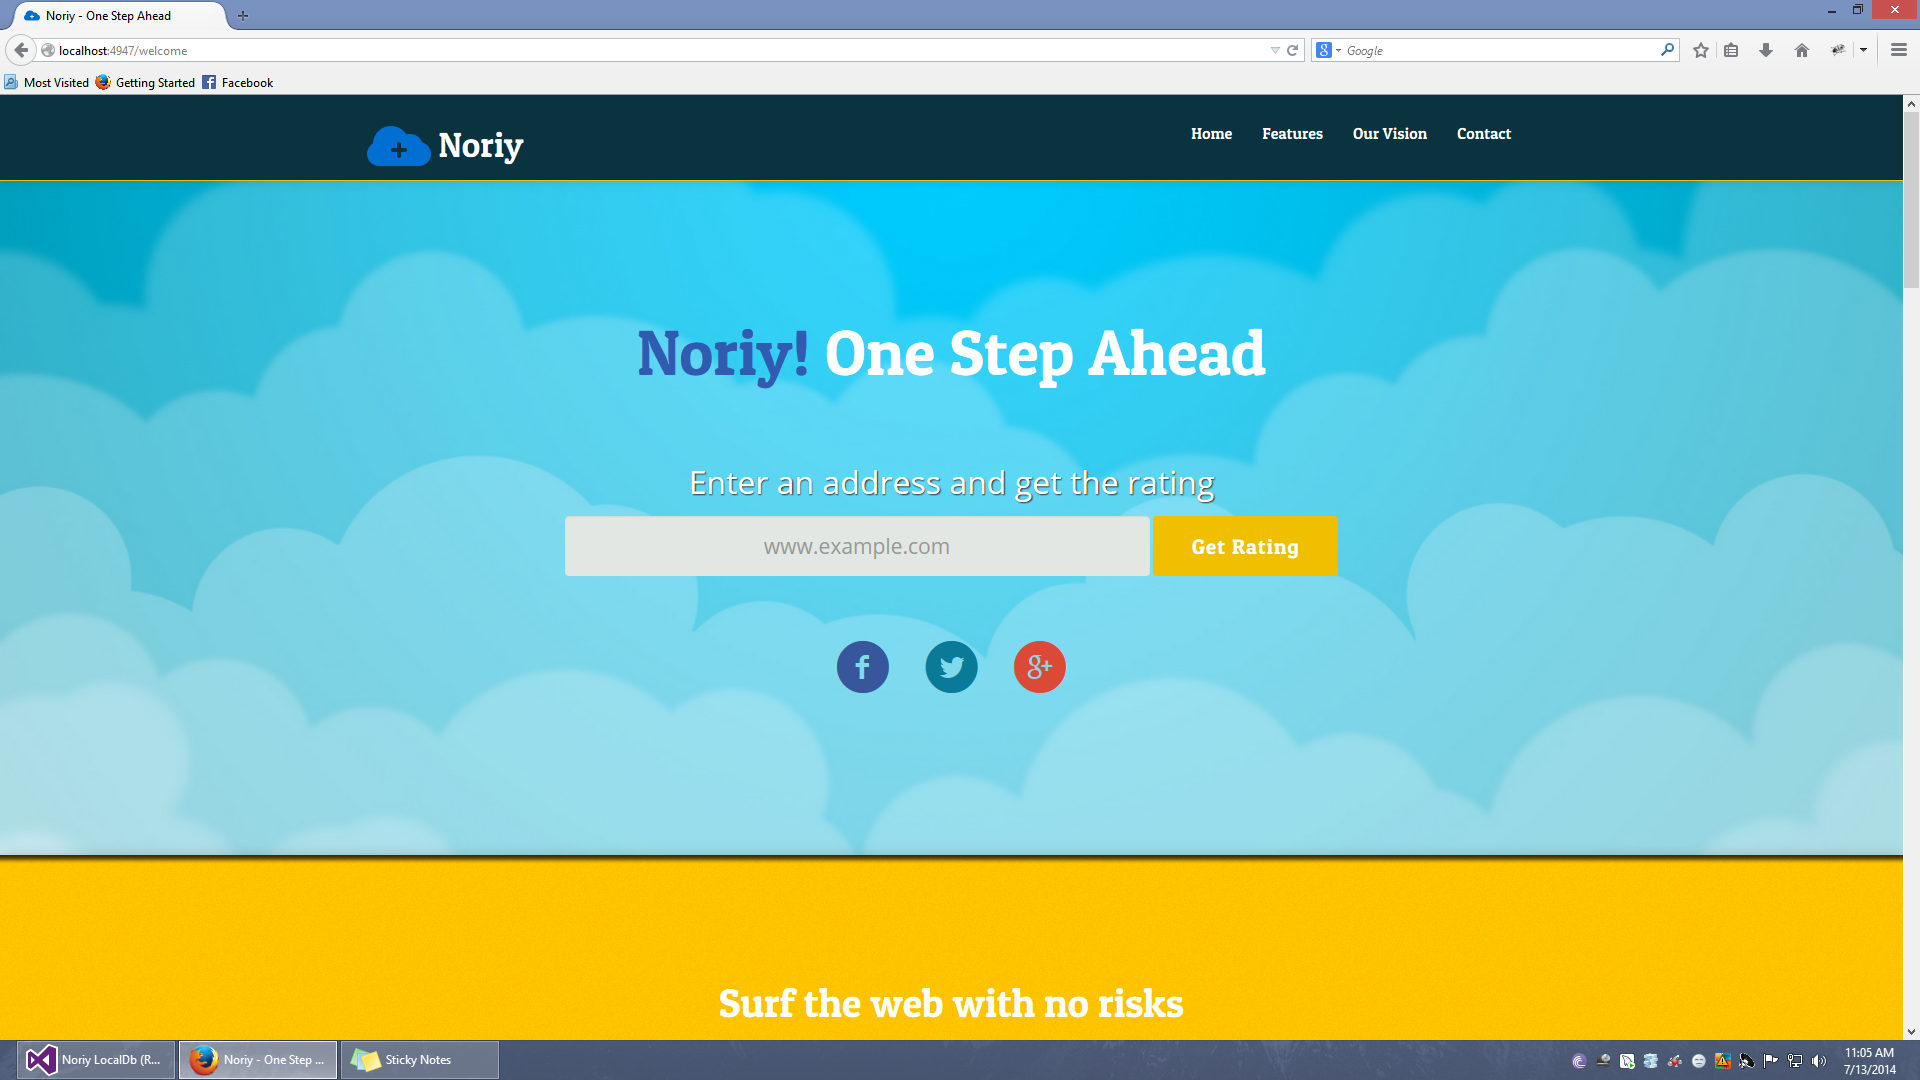 Noriy - One Step Ahead
localhost:4947/welcome
Google
Most Visited
Getting Started
Facebook
Noriy
Home
Features
Our Vision
Contact
Noriy! One Step Ahead
Enter an address and get the rating
www.example.com
Get Rating
Surf the web with no risks
Noriy LocalDb (R...
Noriy - One Step ...
Sticky Notes
11:05 AM
7/13/2014